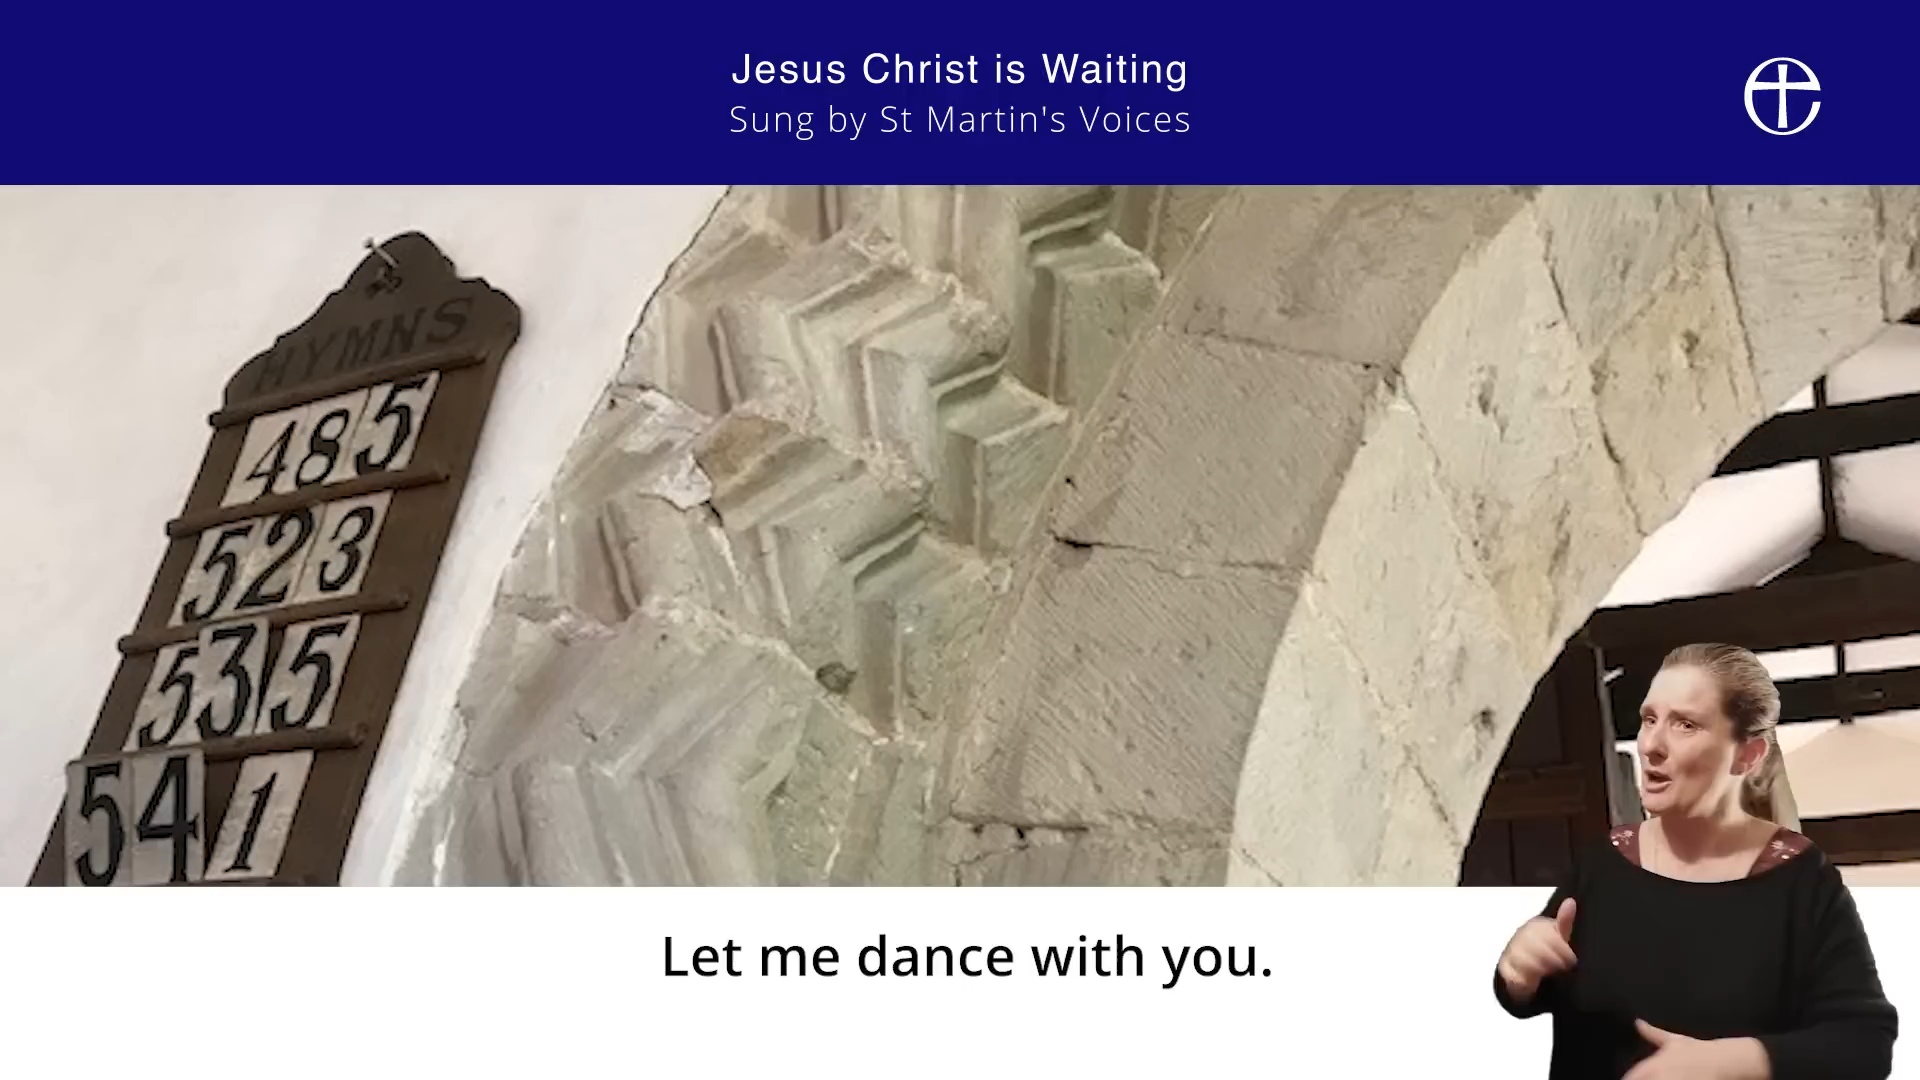 Jesus Christ is Waiting
Sung by St Martin's Voices
HYMNS
485
523
535
541
Let me dance with you.